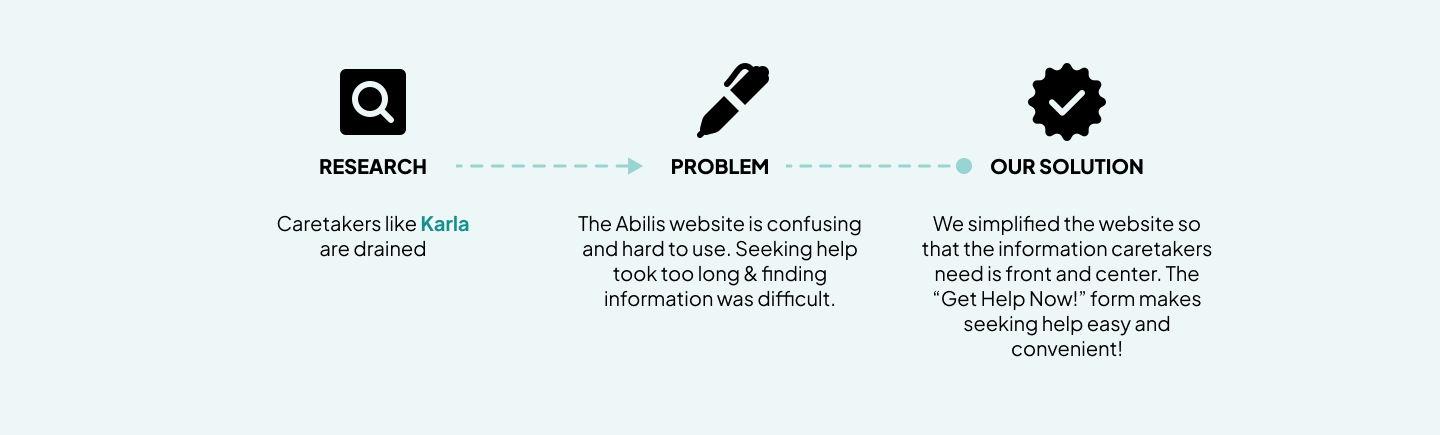 RESEARCH
Caretakers like Karla
are drained
PROBLEM
The Abilis website is confusing
and hard to use. Seeking help
took too long & finding
information was difficult.
OUR SOLUTION
We simplified the website so
that the information caretakers
need is front and center. The
“Get Help Now!” form makes
seeking help easy and
convenient!